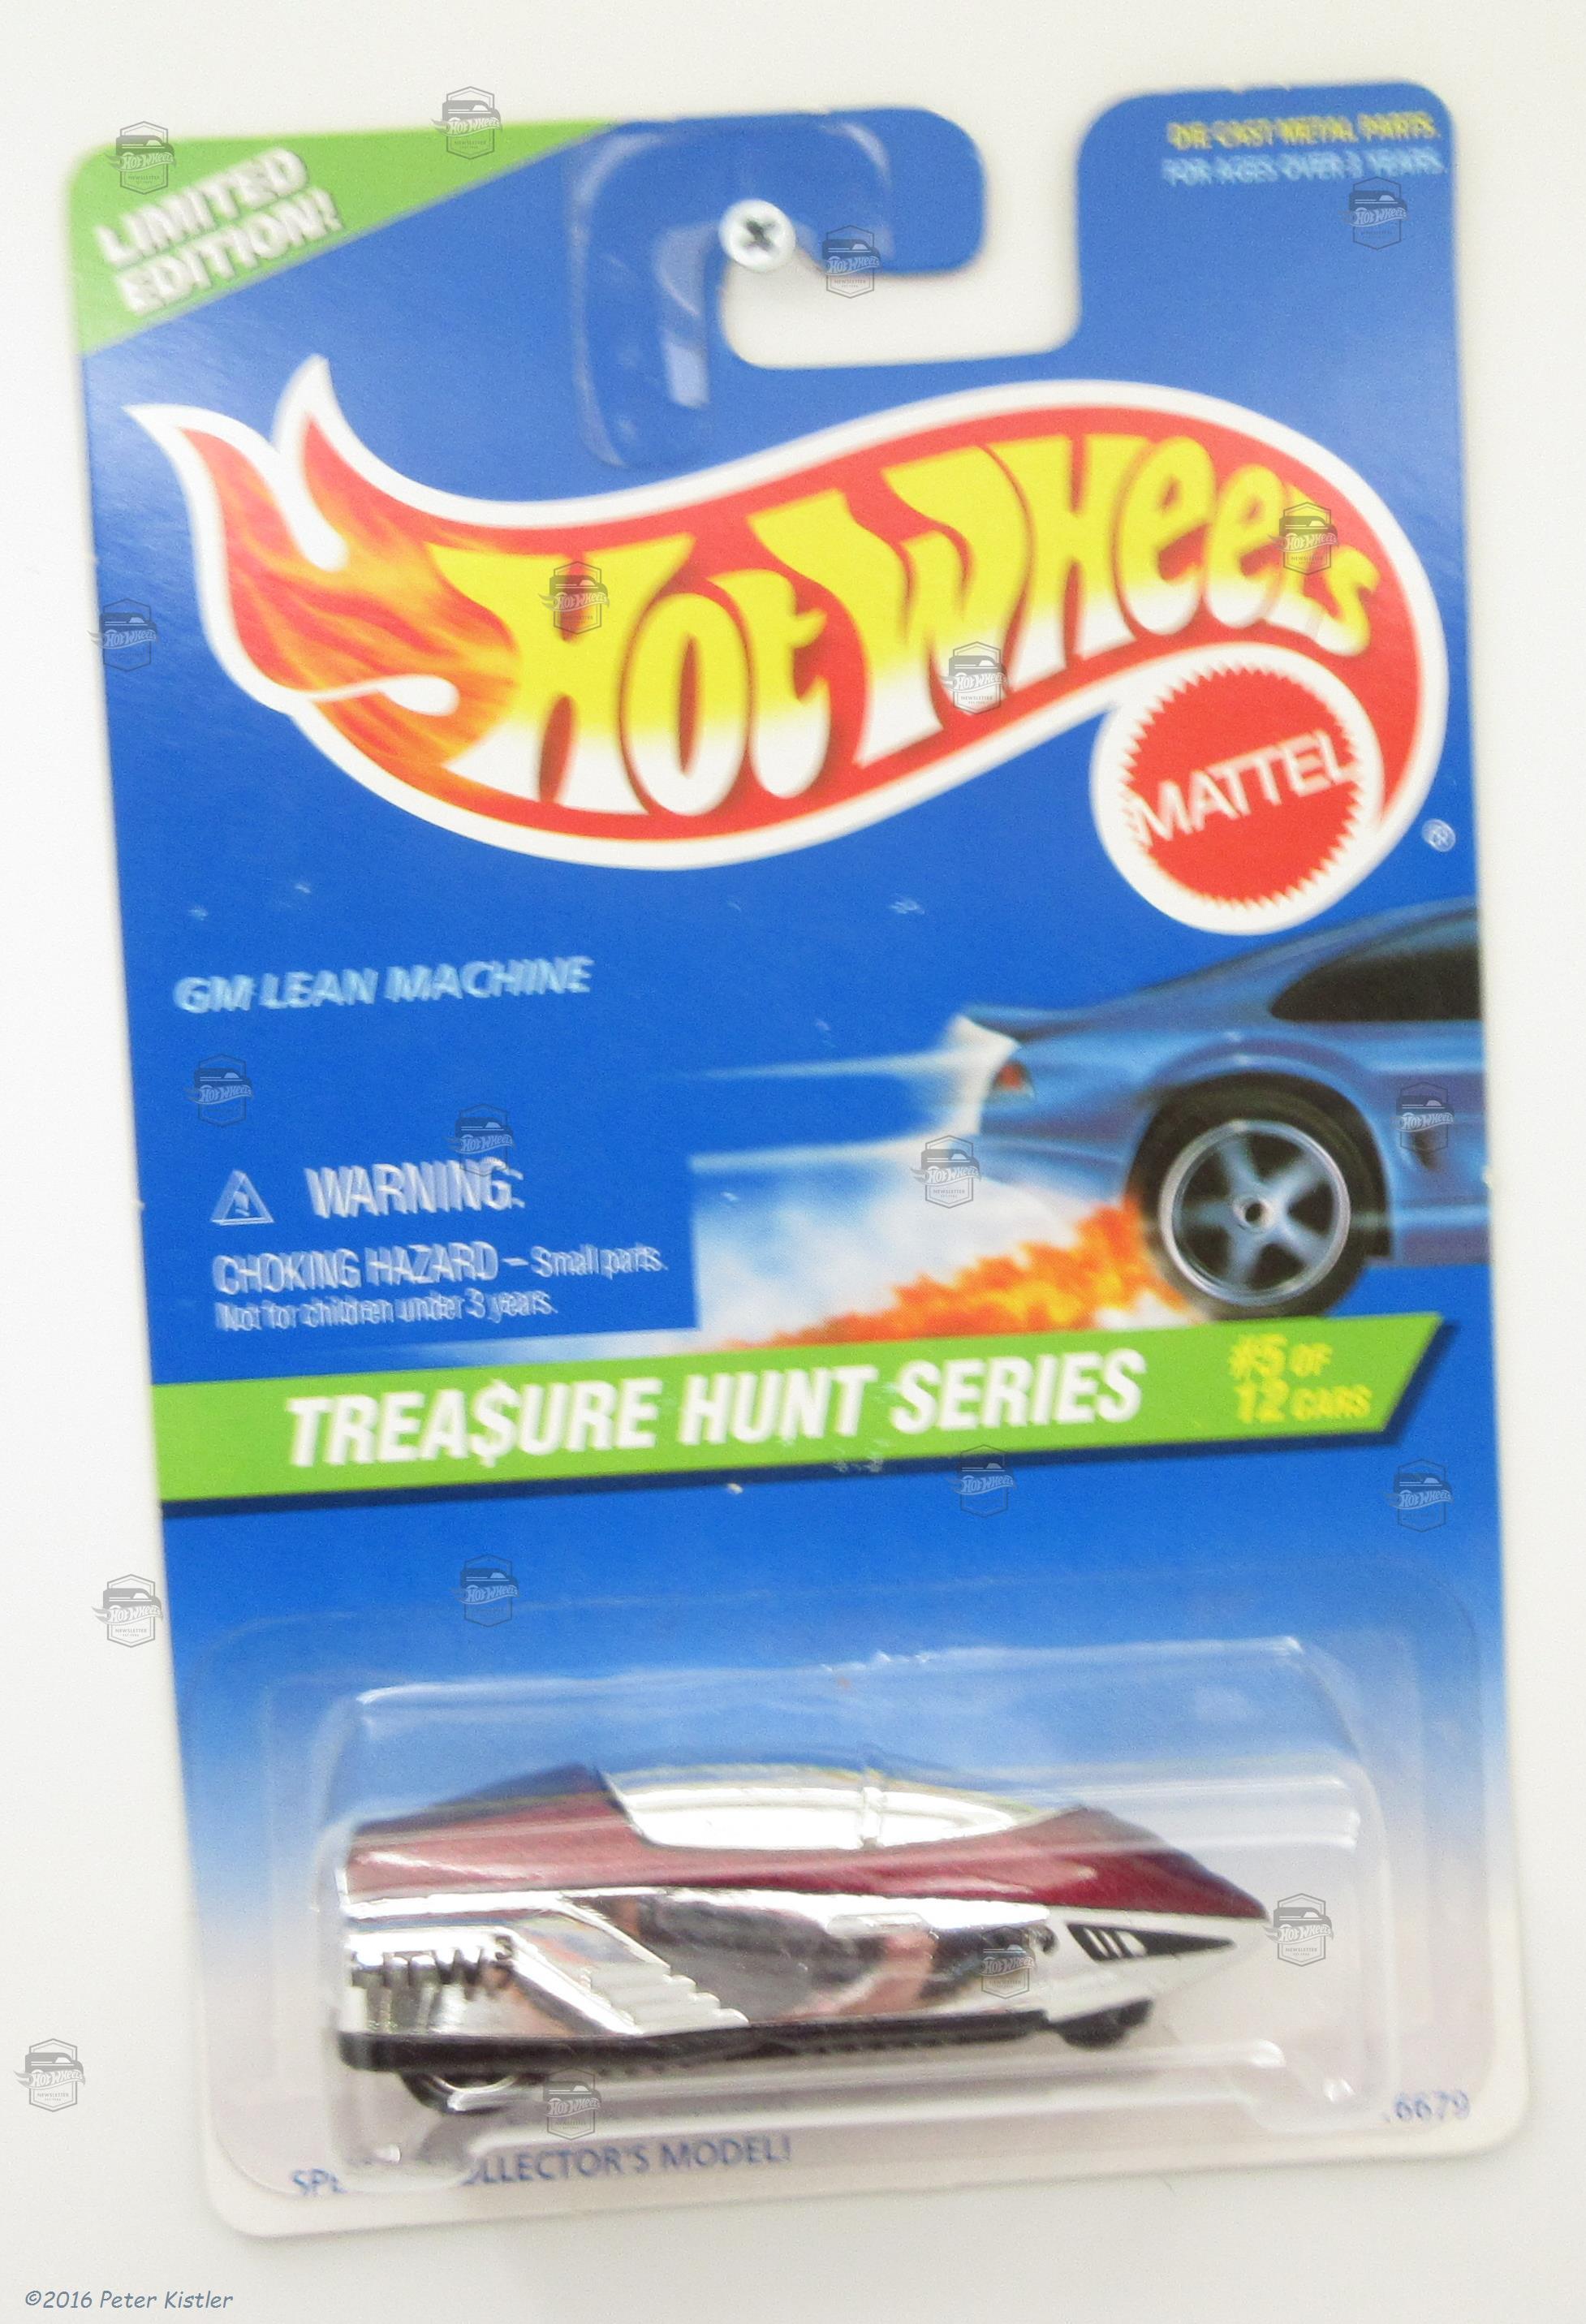 LIMITED
EDITION!
DIE CAST METAL PARTS.
FOR AGES OVER 3 YEARS.
HOT WHEELS
MATTEL
®
GM LEAN MACHINE
WARNING:
CHOKING HAZARD – Small parts.
Not for children under 3 years.
TREA$URE HUNT SERIES
#5 OF
12 CARS
COLLECTOR'S MODEL!
16679
©2016 Peter Kistler